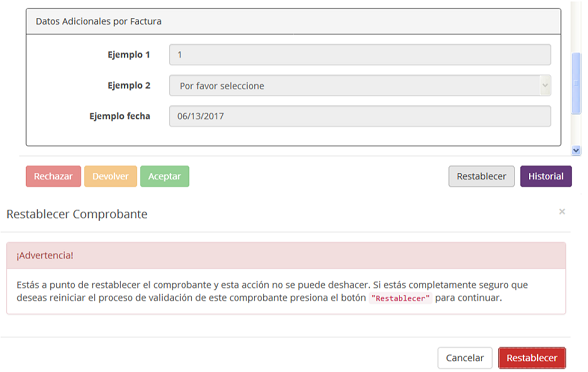 Datos Adicionales por Factura
Ejemplo 1
1
Ejemplo 2
Por favor seleccione
Ejemplo fecha
06/13/2017
Rechazar
Devolver
Aceptar
Restablecer
Historial
Restablecer Comprobante
×
¡Advertencia!
Estás a punto de restablecer el comprobante y esta acción no se puede deshacer. Si estás completamente seguro que
deseas reiniciar el proceso de validación de este comprobante presiona el botón "Restablecer" para continuar.
Cancelar
Restablecer